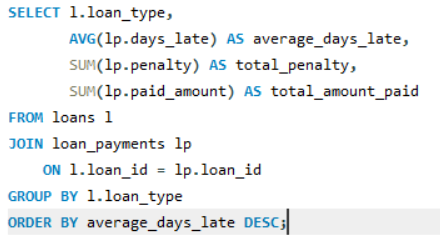 SELECT l.loan_type,
       AVG(lp.days_late) AS average_days_late,
       SUM(lp.penalty) AS total_penalty,
       SUM(lp.paid_amount) AS total_amount_paid
FROM loans l
JOIN loan_payments lp
    ON l.loan_id = lp.loan_id
GROUP BY l.loan_type
ORDER BY average_days_late DESC;